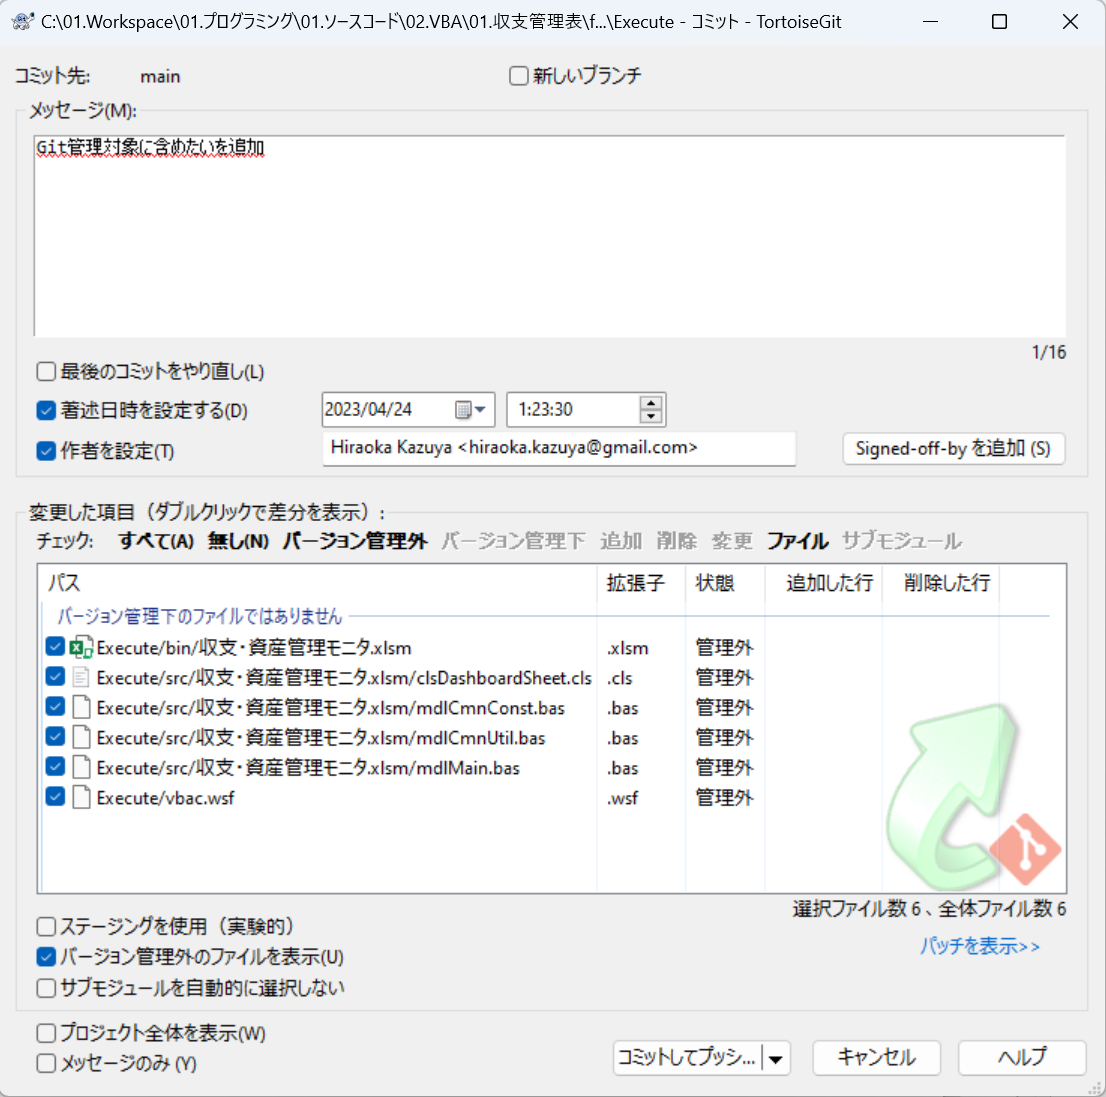 C:\01.Workspace\01.プログラミング\01.ソースコード\02.VBA\01.収支管理表\f...\Execute - コミット - TortoiseGit
コミット先: main 新しいブランチ
メッセージ(M):
Git管理対象に含めたいを追加
1/16
最後のコミットをやり直し(L)
著述日時を設定する(D) 2023/04/24 1:23:30
作者を設定(T) Hiraoka Kazuya <hiraoka.kazuya@gmail.com> Signed-off-by を追加 (S)
変更した項目（ダブルクリックで差分を表示）:
チェック: すべて(A) 無し(N) バージョン管理外 バージョン管理下 追加 削除 変更 ファイル サブモジュール
パス 拡張子 状態 追加した行 削除した行
バージョン管理下のファイルではありません
Execute/bin/収支・資産管理モニタ.xlsm .xlsm 管理外
Execute/src/収支・資産管理モニタ.xlsm/clsDashboardSheet.cls .cls 管理外
Execute/src/収支・資産管理モニタ.xlsm/mdlCmnConst.bas .bas 管理外
Execute/src/収支・資産管理モニタ.xlsm/mdlCmnUtil.bas .bas 管理外
Execute/src/収支・資産管理モニタ.xlsm/mdlMain.bas .bas 管理外
Execute/vbac.wsf .wsf 管理外
選択ファイル数 6 、全体ファイル数 6
ステージングを使用（実験的）
パッチを表示>>
バージョン管理外のファイルを表示(U)
サブモジュールを自動的に選択しない
プロジェクト全体を表示(W)
メッセージのみ (Y)
コミットしてプッシ... キャンセル ヘルプ